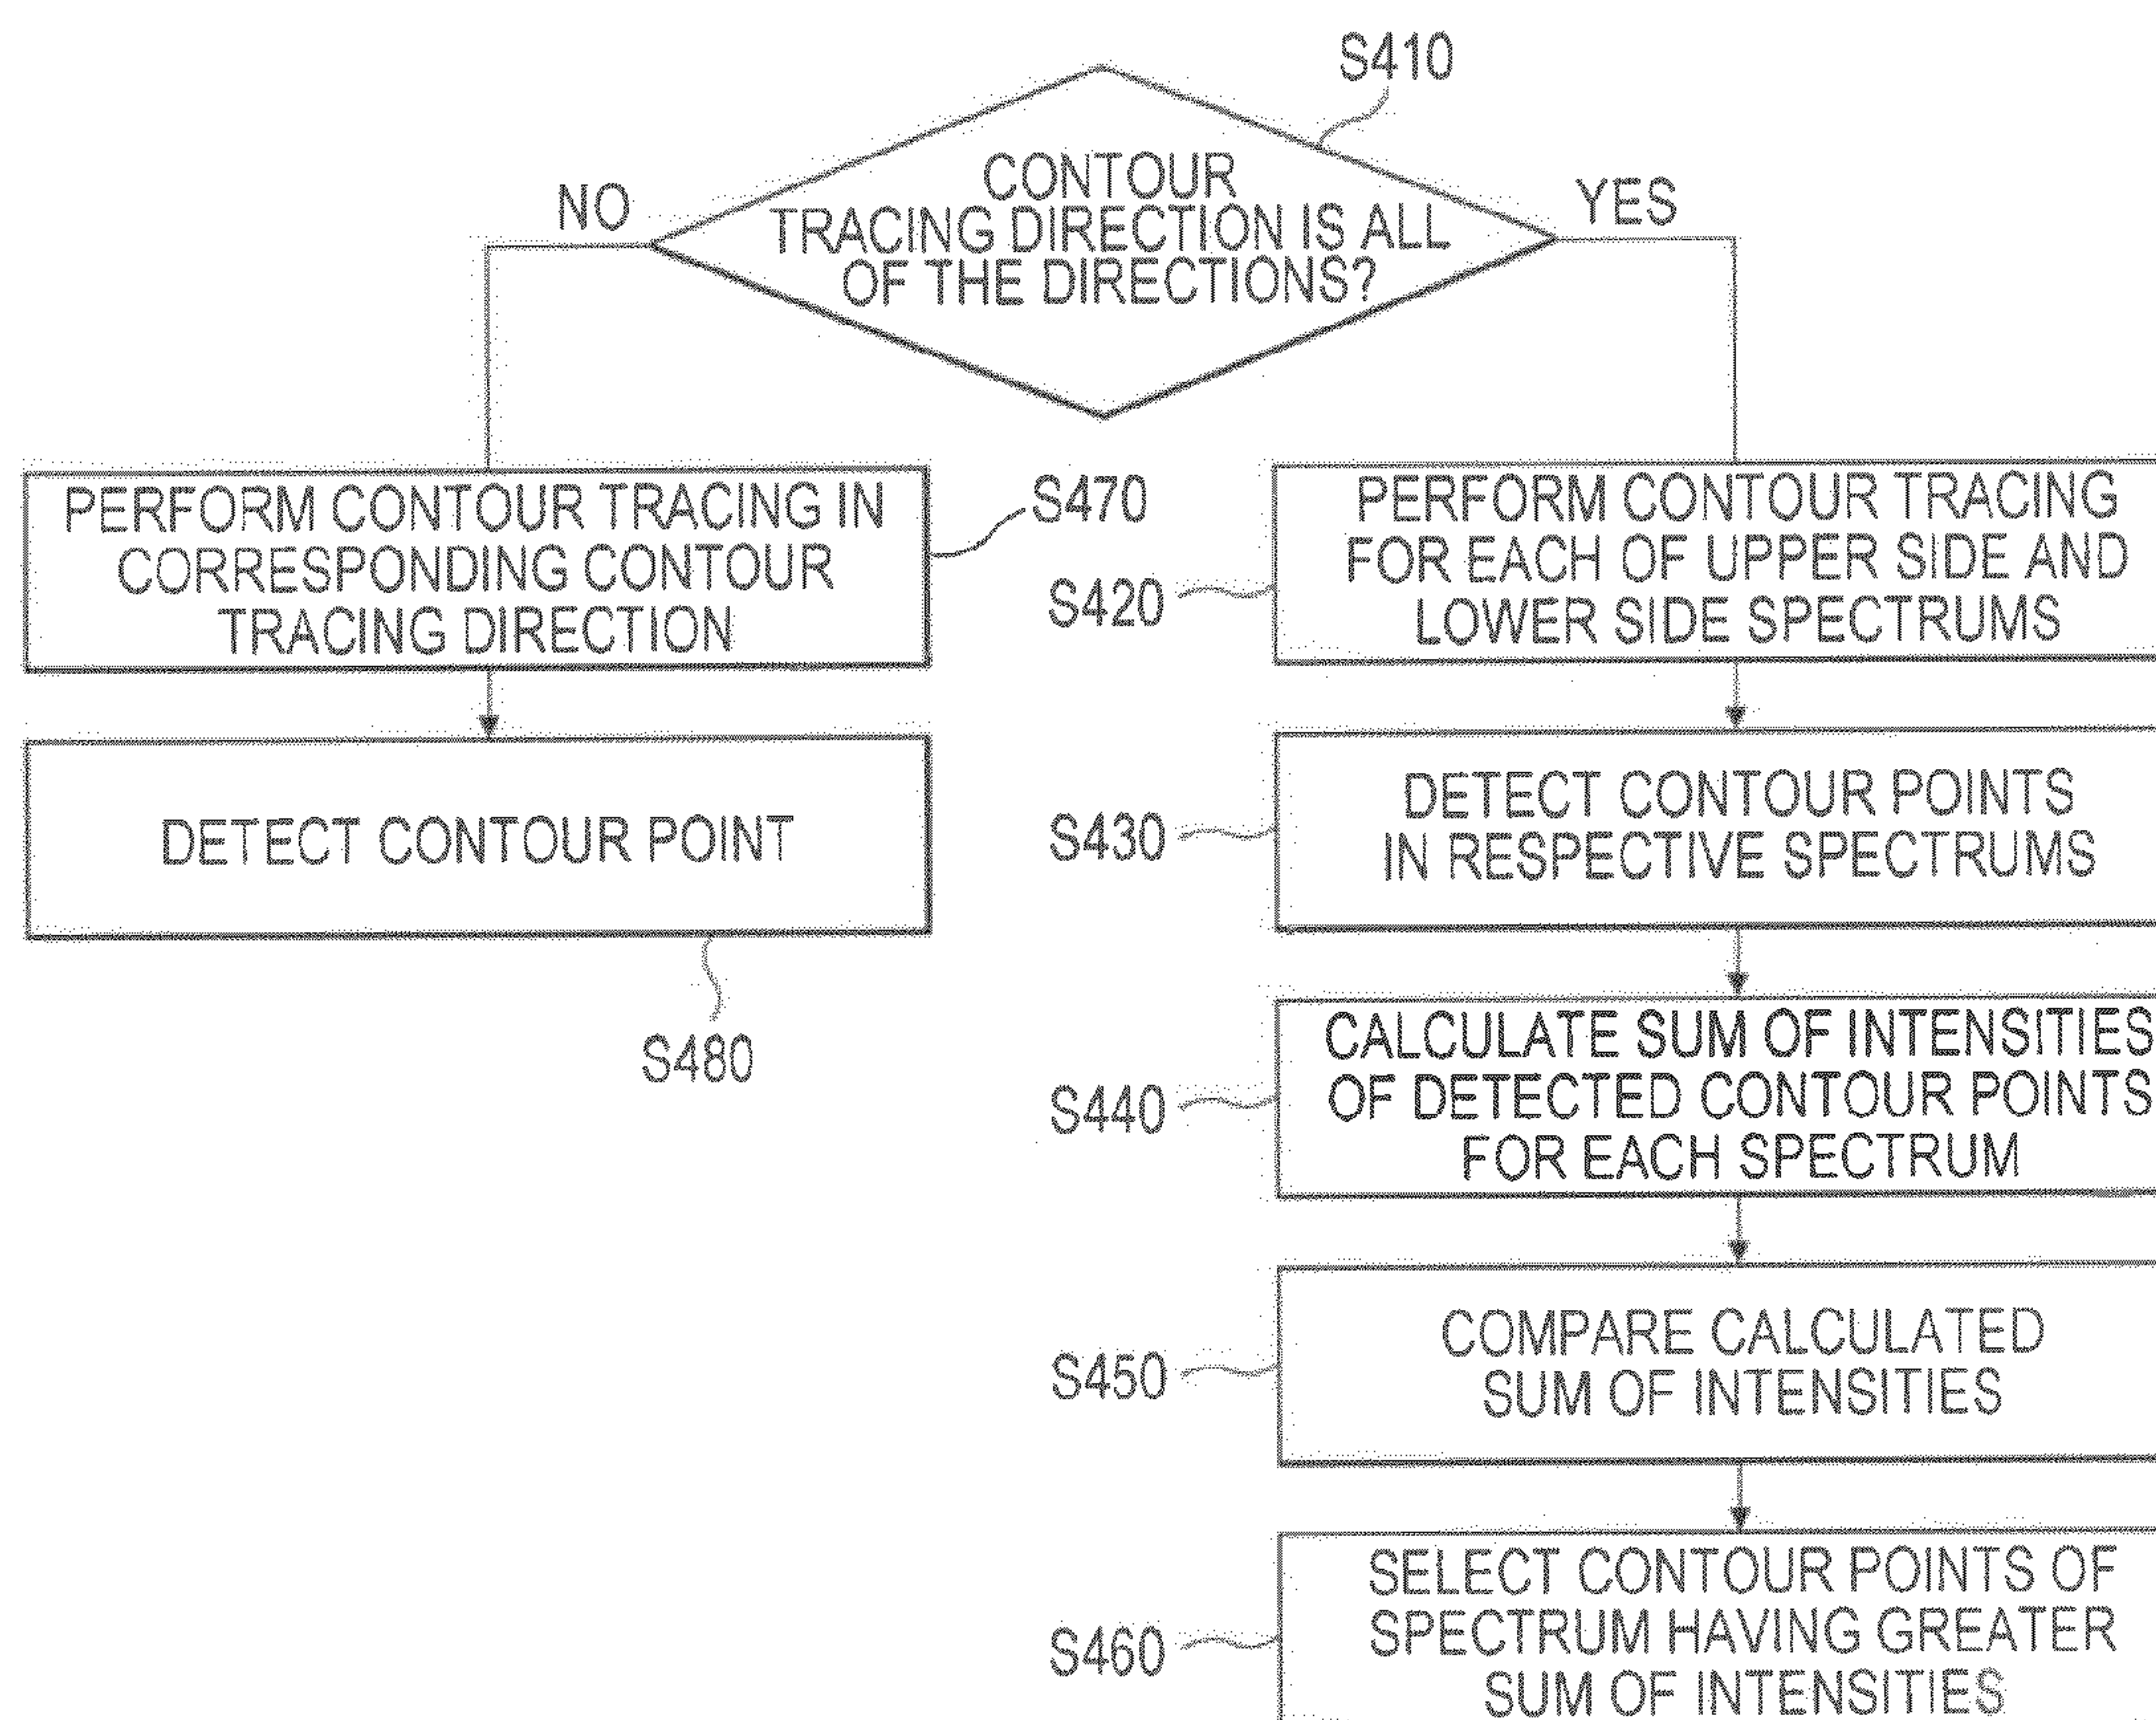 S410
CONTOUR
TRACING DIRECTION IS ALL
OF THE DIRECTIONS?
NO
YES
PERFORM CONTOUR TRACING IN
CORRESPONDING CONTOUR
TRACING DIRECTION
S470
DETECT CONTOUR POINT
S480
PERFORM CONTOUR TRACING
FOR EACH OF UPPER SIDE AND
LOWER SIDE SPECTRUMS
S420
DETECT CONTOUR POINTS
IN RESPECTIVE SPECTRUMS
S430
CALCULATE SUM OF INTENSITIES
OF DETECTED CONTOUR POINTS
FOR EACH SPECTRUM
S440
COMPARE CALCULATED
SUM OF INTENSITIES
S450
SELECT CONTOUR POINTS OF
SPECTRUM HAVING GREATER
SUM OF INTENSITIES
S460